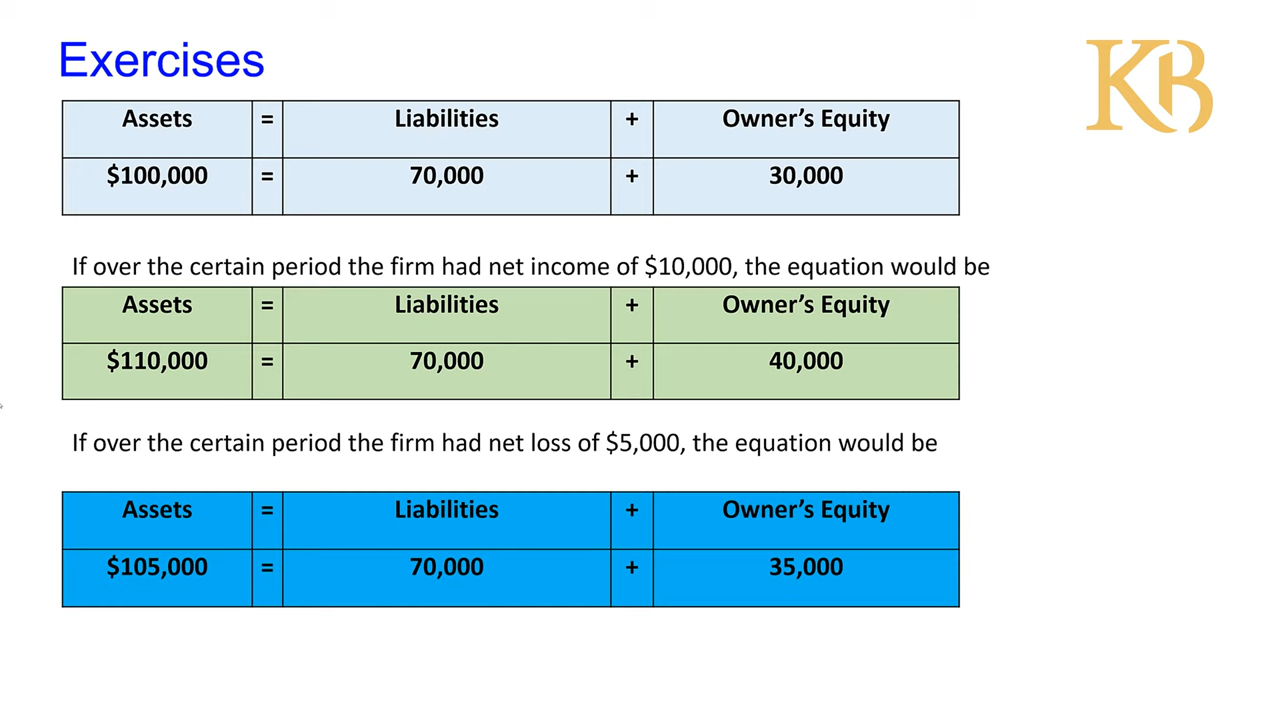 Exercises
KB
Assets = Liabilities + Owner’s Equity
$100,000 = 70,000 + 30,000
If over the certain period the firm had net income of $10,000, the equation would be
Assets = Liabilities + Owner’s Equity
$110,000 = 70,000 + 40,000
If over the certain period the firm had net loss of $5,000, the equation would be
Assets = Liabilities + Owner’s Equity
$105,000 = 70,000 + 35,000